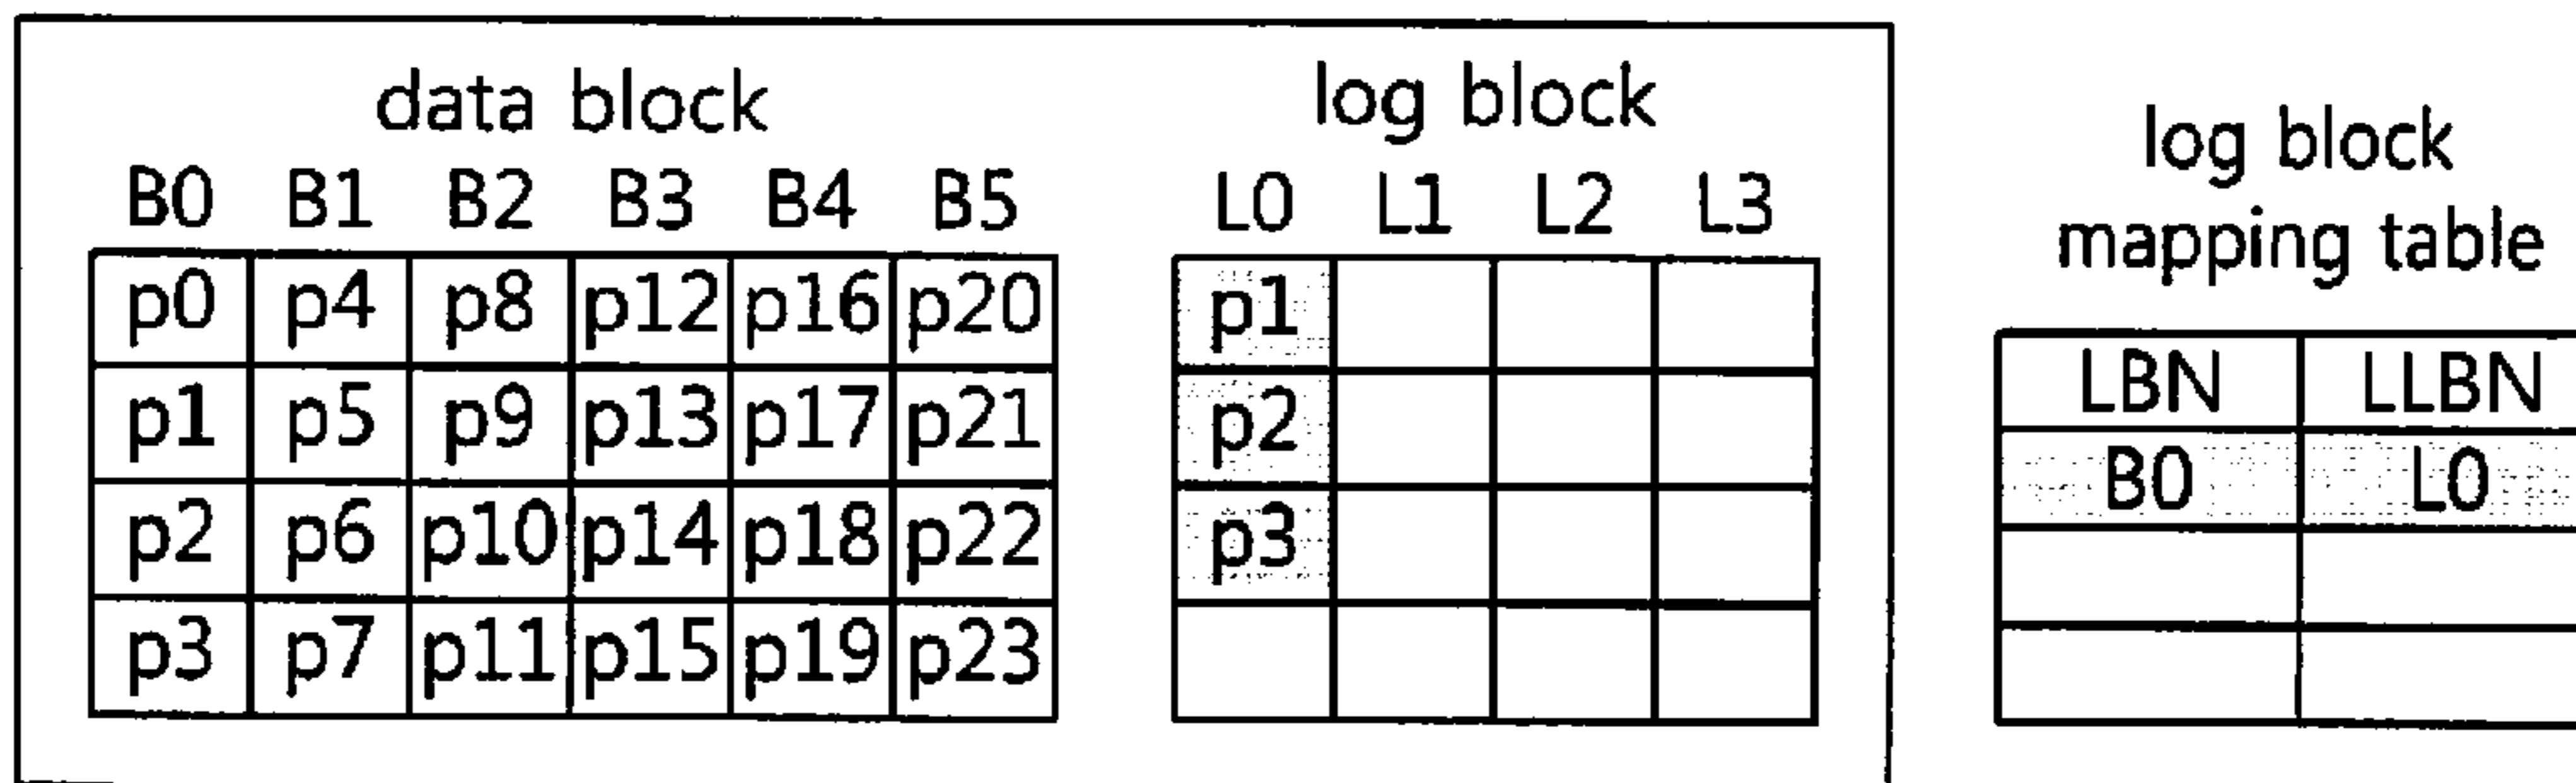 data block
B0 B1 B2 B3 B4 B5
p0 p4 p8 p12 p16 p20
p1 p5 p9 p13 p17 p21
p2 p6 p10 p14 p18 p22
p3 p7 p11 p15 p19 p23
log block
L0 L1 L2 L3
p1
p2
p3
log block
mapping table
LBN LLBN
B0 L0